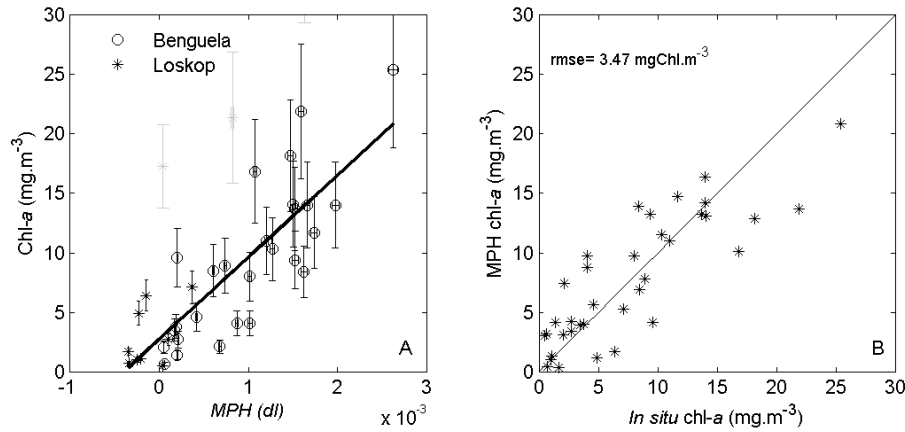 Benguela
Loskop
30
25
20
15
10
5
0
Chl-a (mg.m-3)
A
-1 0 1 2 3
MPH (dl)
x 10-3
rmse= 3.47 mgChl.m-3
30
25
20
15
10
5
0
MPH chl-a (mg.m-3)
B
0 5 10 15 20 25 30
In situ chl-a (mg.m-3)